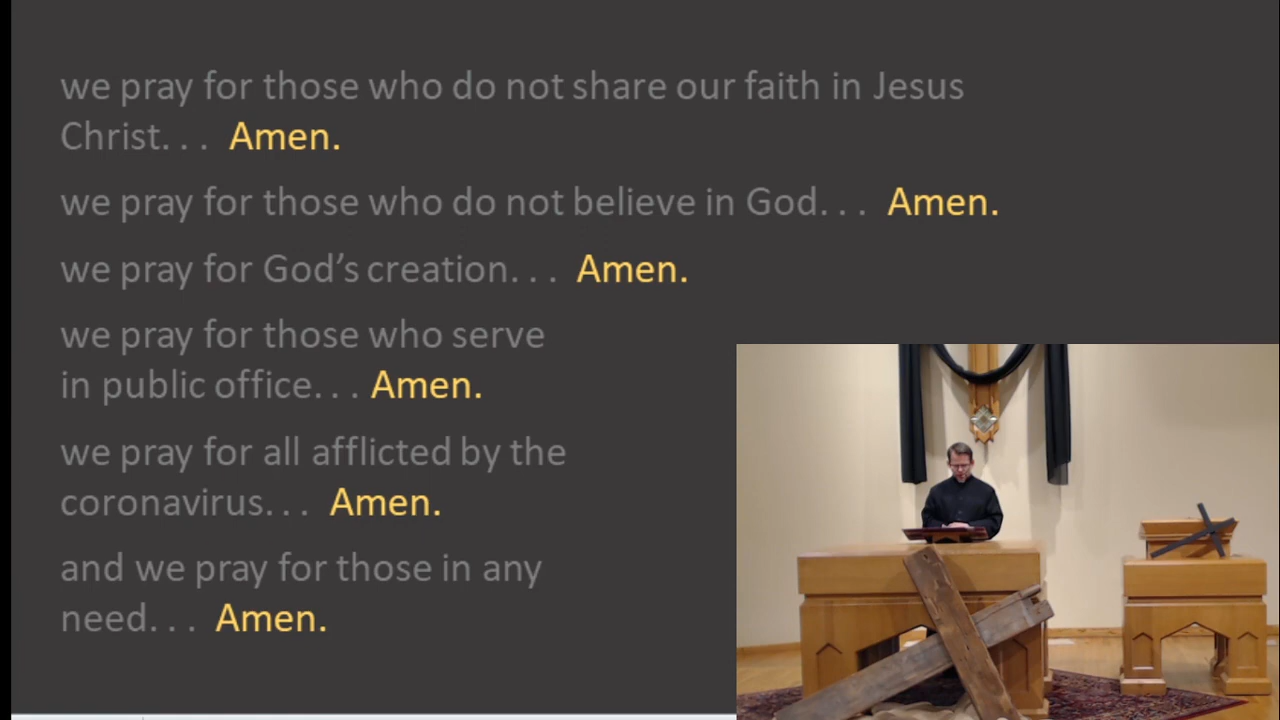 we pray for those who do not share our faith in Jesus
Christ. . . Amen.
we pray for those who do not believe in God. . . Amen.
we pray for God’s creation. . . Amen.
we pray for those who serve
in public office. . . Amen.
we pray for all afflicted by the
coronavirus. . . Amen.
and we pray for those in any
need. . . Amen.